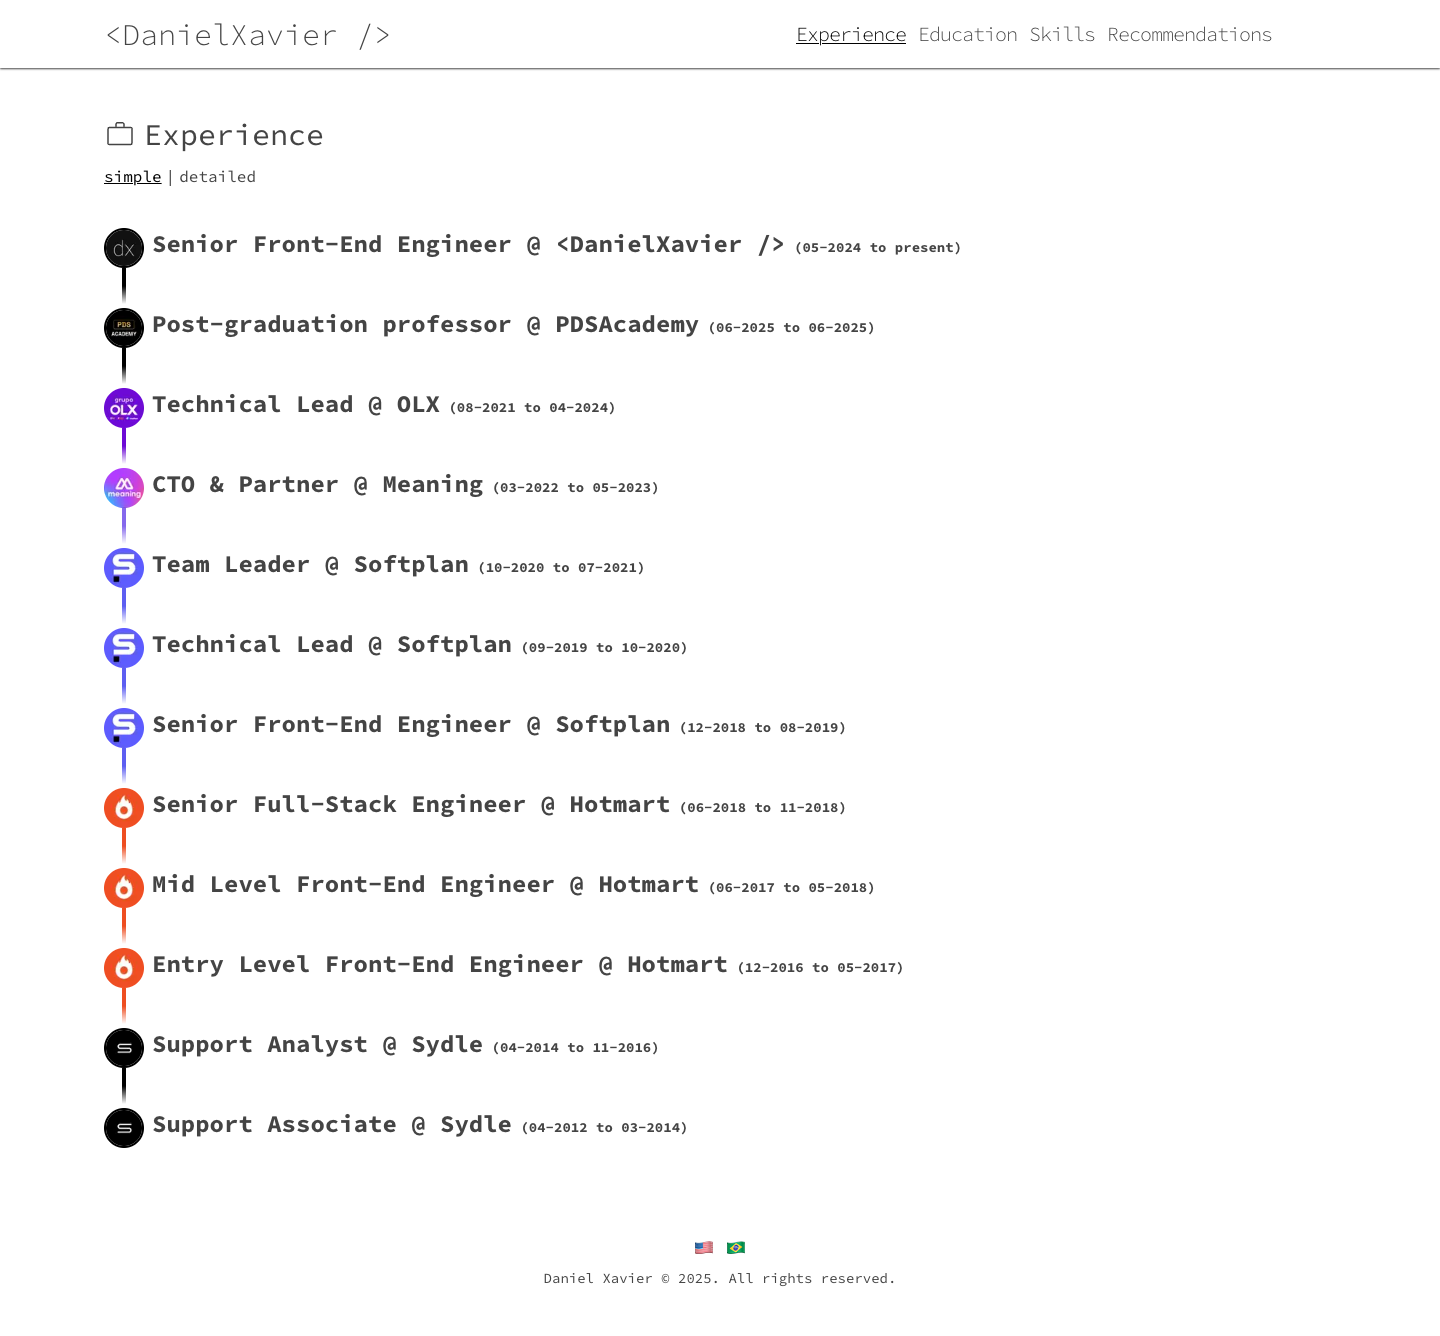 <DanielXavier />
Experience Education Skills Recommendations
Experience
simple | detailed
dx
Senior Front-End Engineer @ <DanielXavier /> (05-2024 to present)
PDS
ACADEMY
Post-graduation professor @ PDSAcademy (06-2025 to 06-2025)
grupo
OLX
Technical Lead @ OLX (08-2021 to 04-2024)
meaning
CTO & Partner @ Meaning (03-2022 to 05-2023)
Team Leader @ Softplan (10-2020 to 07-2021)
Technical Lead @ Softplan (09-2019 to 10-2020)
Senior Front-End Engineer @ Softplan (12-2018 to 08-2019)
Senior Full-Stack Engineer @ Hotmart (06-2018 to 11-2018)
Mid Level Front-End Engineer @ Hotmart (06-2017 to 05-2018)
Entry Level Front-End Engineer @ Hotmart (12-2016 to 05-2017)
Support Analyst @ Sydle (04-2014 to 11-2016)
Support Associate @ Sydle (04-2012 to 03-2014)
Daniel Xavier © 2025. All rights reserved.